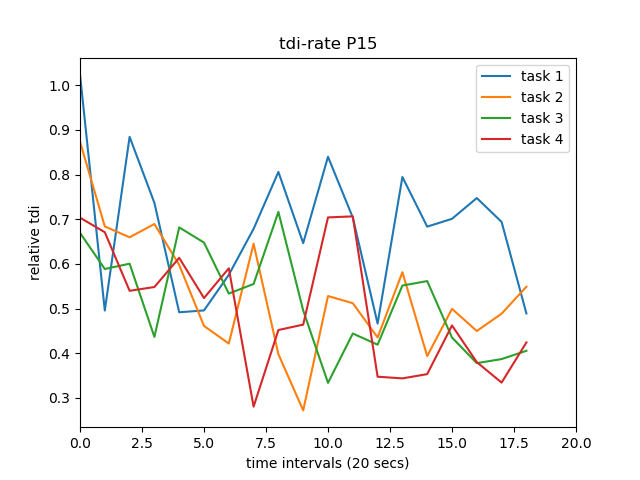 tdi-rate P15
task 1
task 2
task 3
task 4
relative tdi
1.0
0.9
0.8
0.7
0.6
0.5
0.4
0.3
0.0 2.5 5.0 7.5 10.0 12.5 15.0 17.5 20.0
time intervals (20 secs)